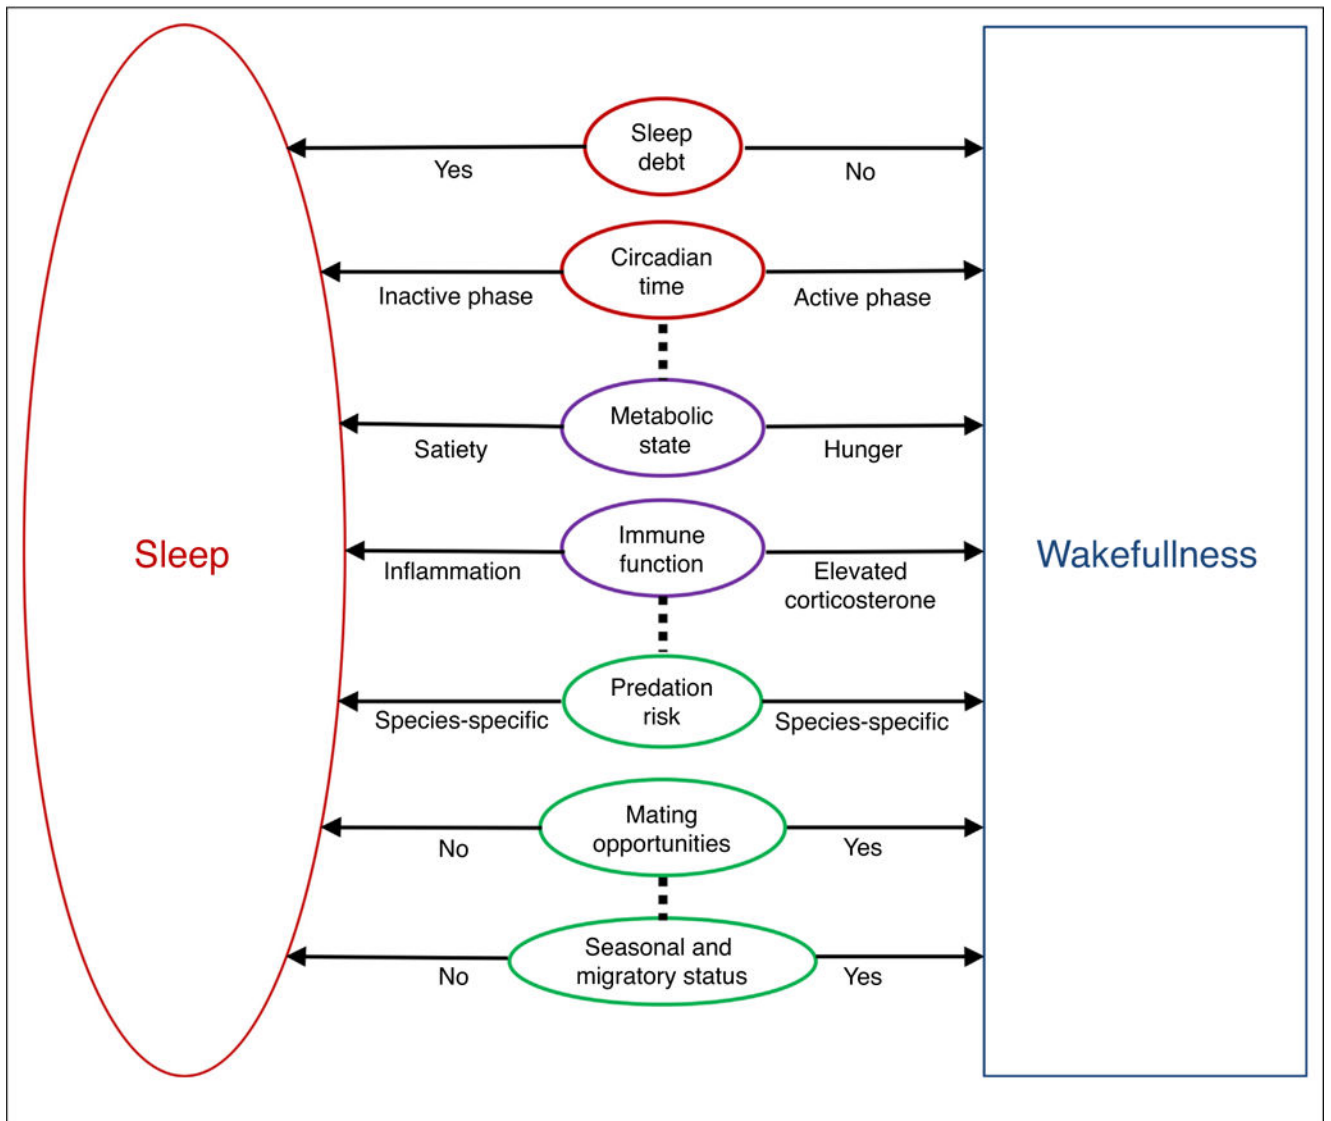 Sleep
debt
Yes
No
Circadian
time
Inactive phase
Active phase
Metabolic
state
Satiety
Hunger
Immune
function
Sleep
Wakefullness
Inflammation
Elevated
corticosterone
Predation
risk
Species-specific
Species-specific
Mating
opportunities
No
Yes
Seasonal and
migratory status
No
Yes